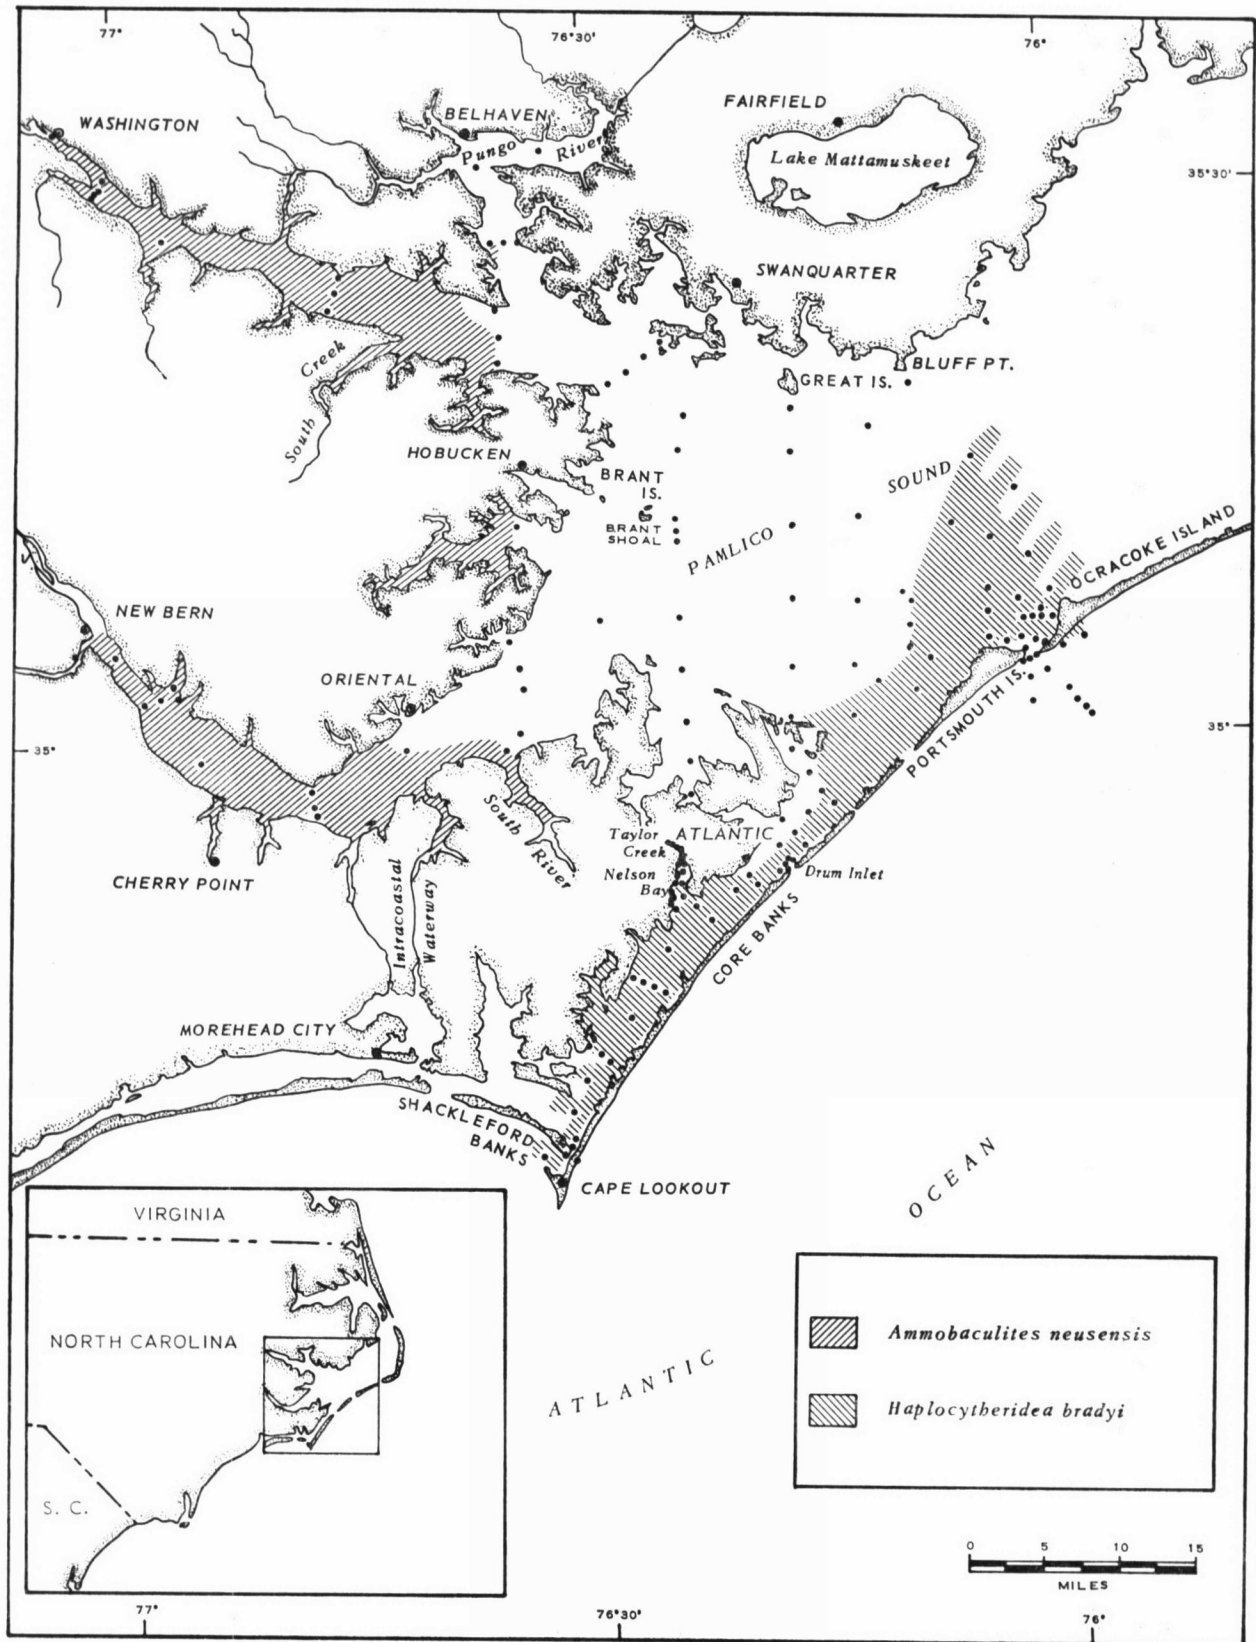 77°
76°30'
76°
WASHINGTON
BELHAVEN
Pungo River
FAIRFIELD
Lake Mattamuskeet
35°30'
SWANQUARTER
South Creek
BLUFF PT.
GREAT IS.
HOBUCKEN
BRANT
IS.
BRANT
SHOAL
PAMLICO SOUND
OCRACOKE ISLAND
NEW BERN
ORIENTAL
PORTSMOUTH IS.
35°
35°
South River
Taylor
Creek
ATLANTIC
Nelson
Bay
Drum Inlet
CHERRY POINT
Intracoastal
Waterway
CORE BANKS
MOREHEAD CITY
SHACKLEFORD
BANKS
CAPE LOOKOUT
ATLANTIC OCEAN
VIRGINIA
NORTH CAROLINA
S. C.
Ammobaculites neusensis
Haplocytheridea bradyi
0 5 10 15
MILES
77°
76°30'
76°